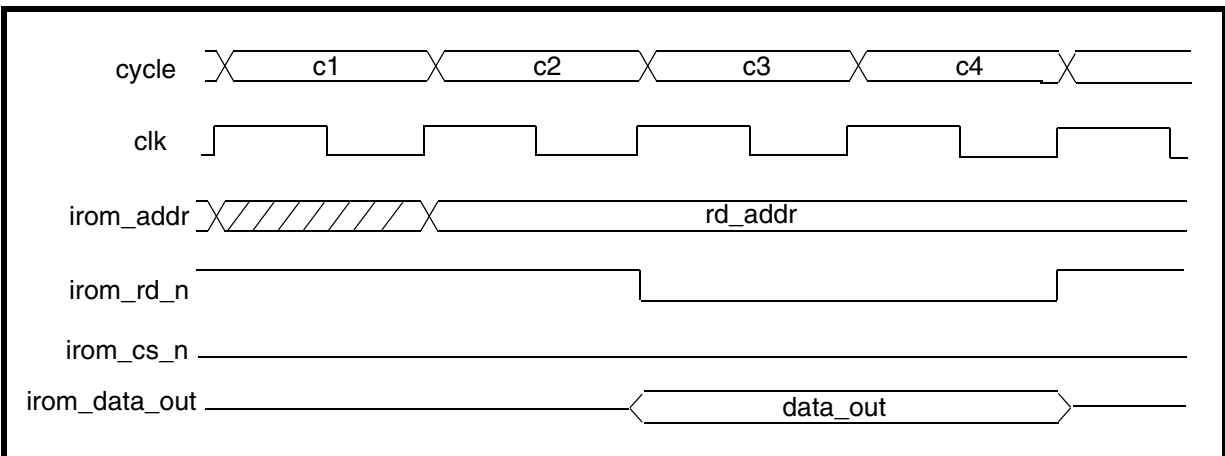 cycle c1 c2 c3 c4
clk
irom_addr rd_addr
irom_rd_n
irom_cs_n
irom_data_out data_out